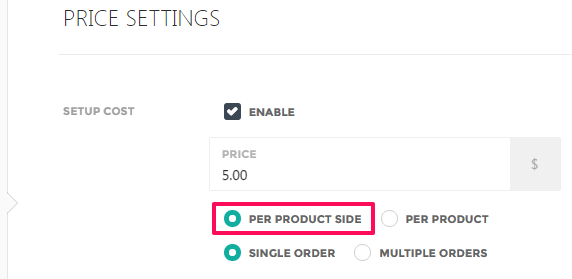 PRICE SETTINGS
SETUP COST
ENABLE
PRICE
5.00
$
PER PRODUCT SIDE
PER PRODUCT
SINGLE ORDER
MULTIPLE ORDERS